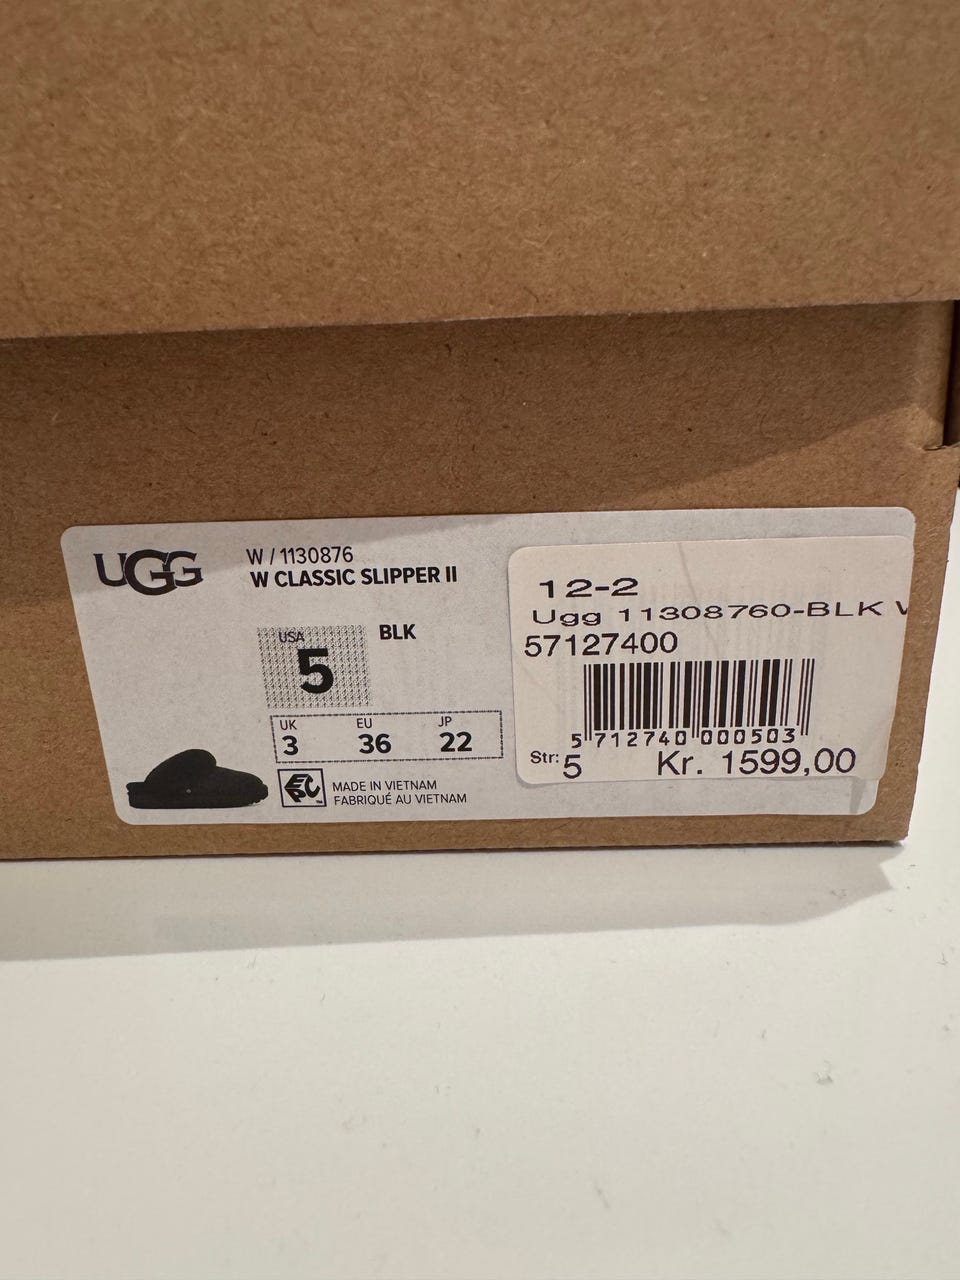 UGG
W / 1130876
W CLASSIC SLIPPER II
USA
5
BLK
UK
3
EU
36
JP
22
EPC
MADE IN VIETNAM
FABRIQUÉ AU VIETNAM
12-2
Ugg 11308760-BLK
57127400
5 712740 000503
Str: 5
Kr. 1599,00